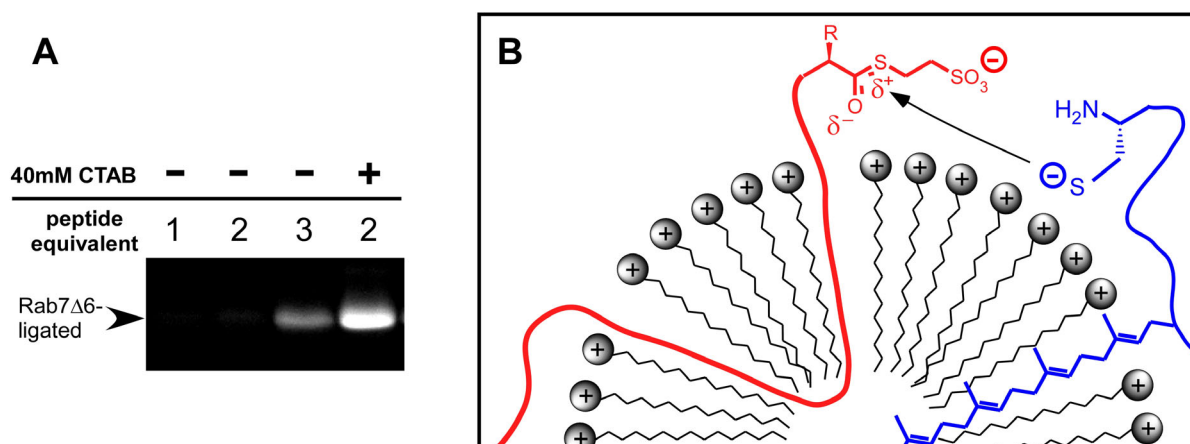 A
40mM CTAB - - - +
peptide
equivalent 1 2 3 2
Rab7Δ6-
ligated
B
R
S
SO3 ⊖
O
δ+
δ−
H2N
⊖
S
+ + + + + + + + + + + + + + + + +